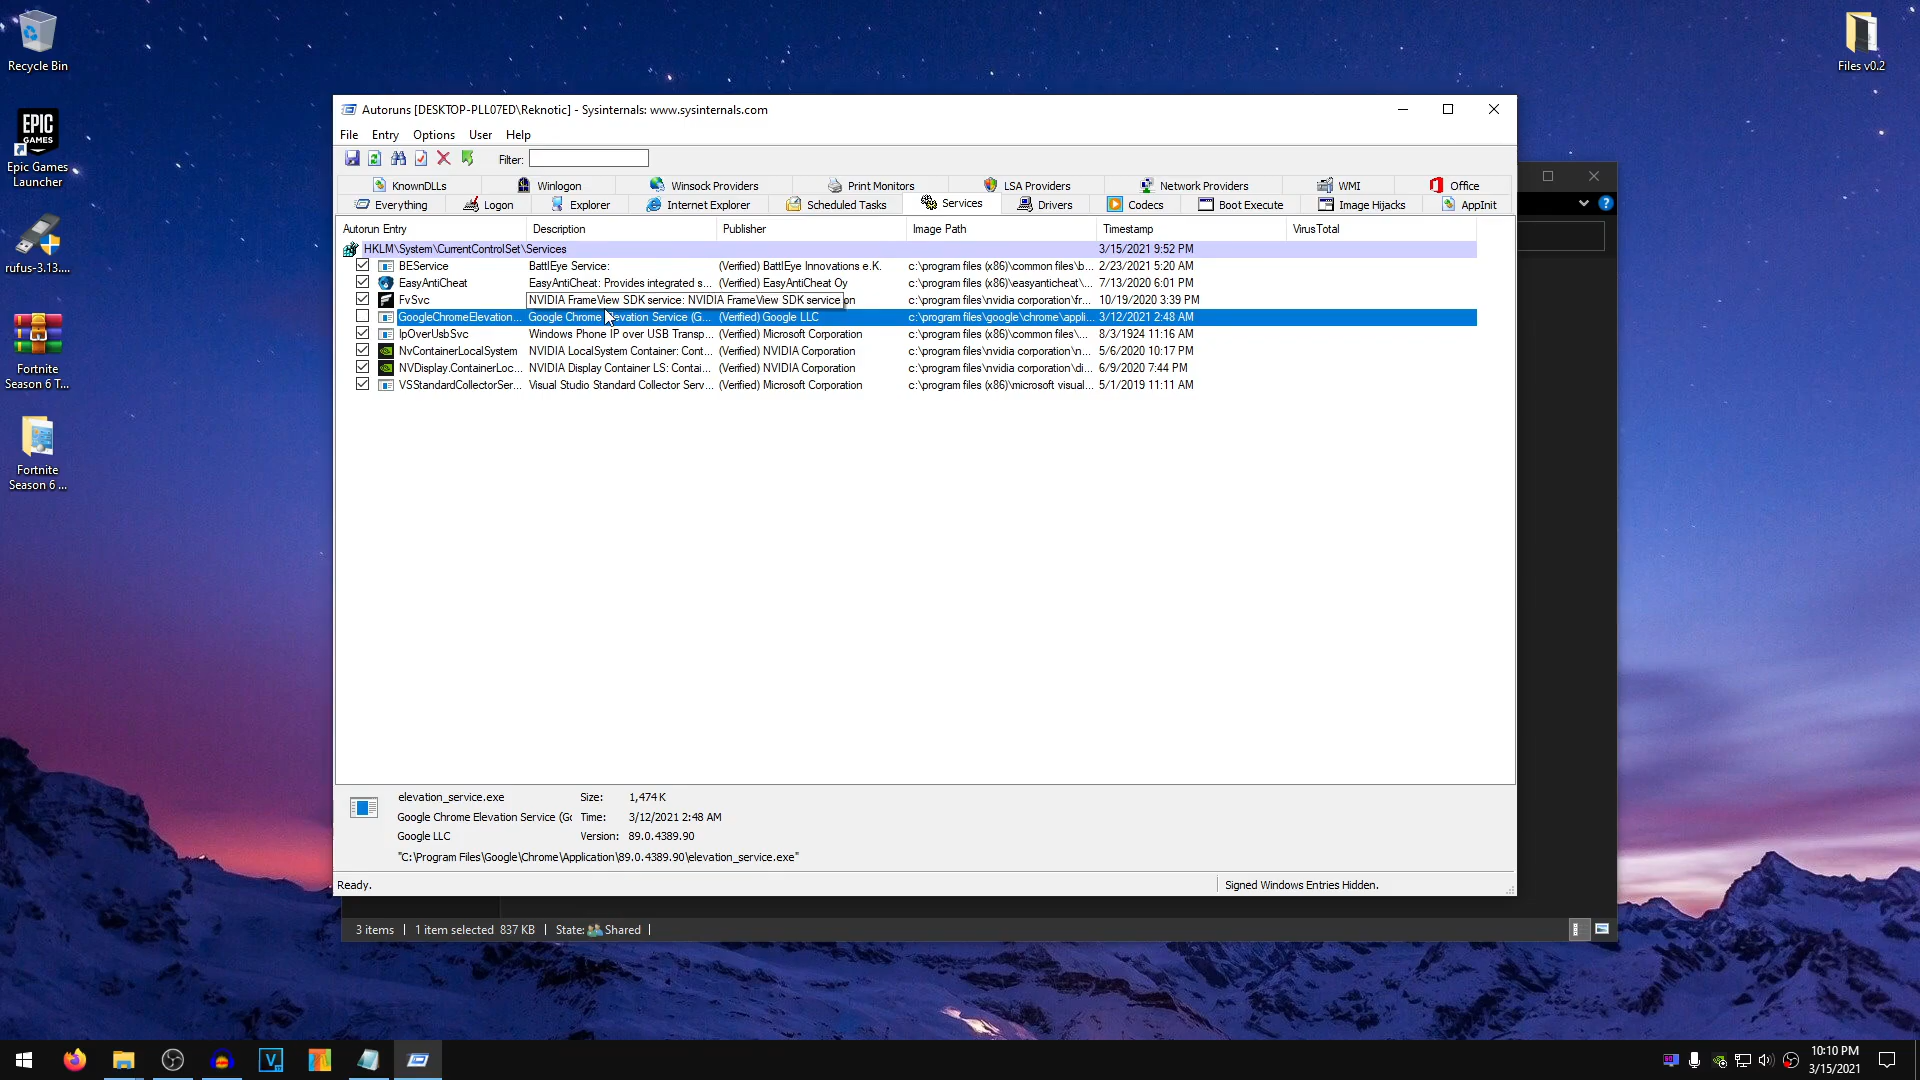 Recycle Bin
EPIC
GAMES
Epic Games
Launcher
rufus-3.13....
Fortnite
Season 6 T...
Fortnite
Season 6 ...
Files v0.2
Autoruns [DESKTOP-PLL07ED\Reknotic] - Sysinternals: www.sysinternals.com
File Entry Options User Help
Filter:
KnownDLLs Winlogon Winsock Providers Print Monitors LSA Providers Network Providers WMI Office
Everything Logon Explorer Internet Explorer Scheduled Tasks Services Drivers Codecs Boot Execute Image Hijacks AppInit
Autorun Entry Description Publisher Image Path Timestamp VirusTotal
HKLM\System\CurrentControlSet\Services 3/15/2021 9:52 PM
BEService BattlEye Service: (Verified) BattlEye Innovations e.K. c:\program files (x86)\common files\b... 2/23/2021 5:20 AM
EasyAntiCheat EasyAntiCheat: Provides integrated s... (Verified) EasyAntiCheat Oy c:\program files (x86)\easyanticheat\... 7/13/2020 6:01 PM
FvSvc NVIDIA FrameView SDK service: NVIDIA FrameView SDK service on c:\program files\nvidia corporation\fr... 10/19/2020 3:39 PM
GoogleChromeElevation... Google Chrome Elevation Service (G... (Verified) Google LLC c:\program files\google\chrome\appli... 3/12/2021 2:48 AM
IpOverUsbSvc Windows Phone IP over USB Transp... (Verified) Microsoft Corporation c:\program files (x86)\common files\... 8/3/1924 11:16 AM
NvContainerLocalSystem NVIDIA LocalSystem Container: Cont... (Verified) NVIDIA Corporation c:\program files\nvidia corporation\n... 5/6/2020 10:17 PM
NVDisplay.ContainerLoc... NVIDIA Display Container LS: Contai... (Verified) NVIDIA Corporation c:\program files\nvidia corporation\di... 6/9/2020 7:44 PM
VSStandardCollectorSer... Visual Studio Standard Collector Serv... (Verified) Microsoft Corporation c:\program files (x86)\microsoft visual... 5/1/2019 11:11 AM
elevation_service.exe Size: 1,474 K
Google Chrome Elevation Service (Go Time: 3/12/2021 2:48 AM
Google LLC Version: 89.0.4389.90
"C:\Program Files\Google\Chrome\Application\89.0.4389.90\elevation_service.exe"
Ready. Signed Windows Entries Hidden.
3 items 1 item selected 837 KB State: Shared
10:10 PM
3/15/2021